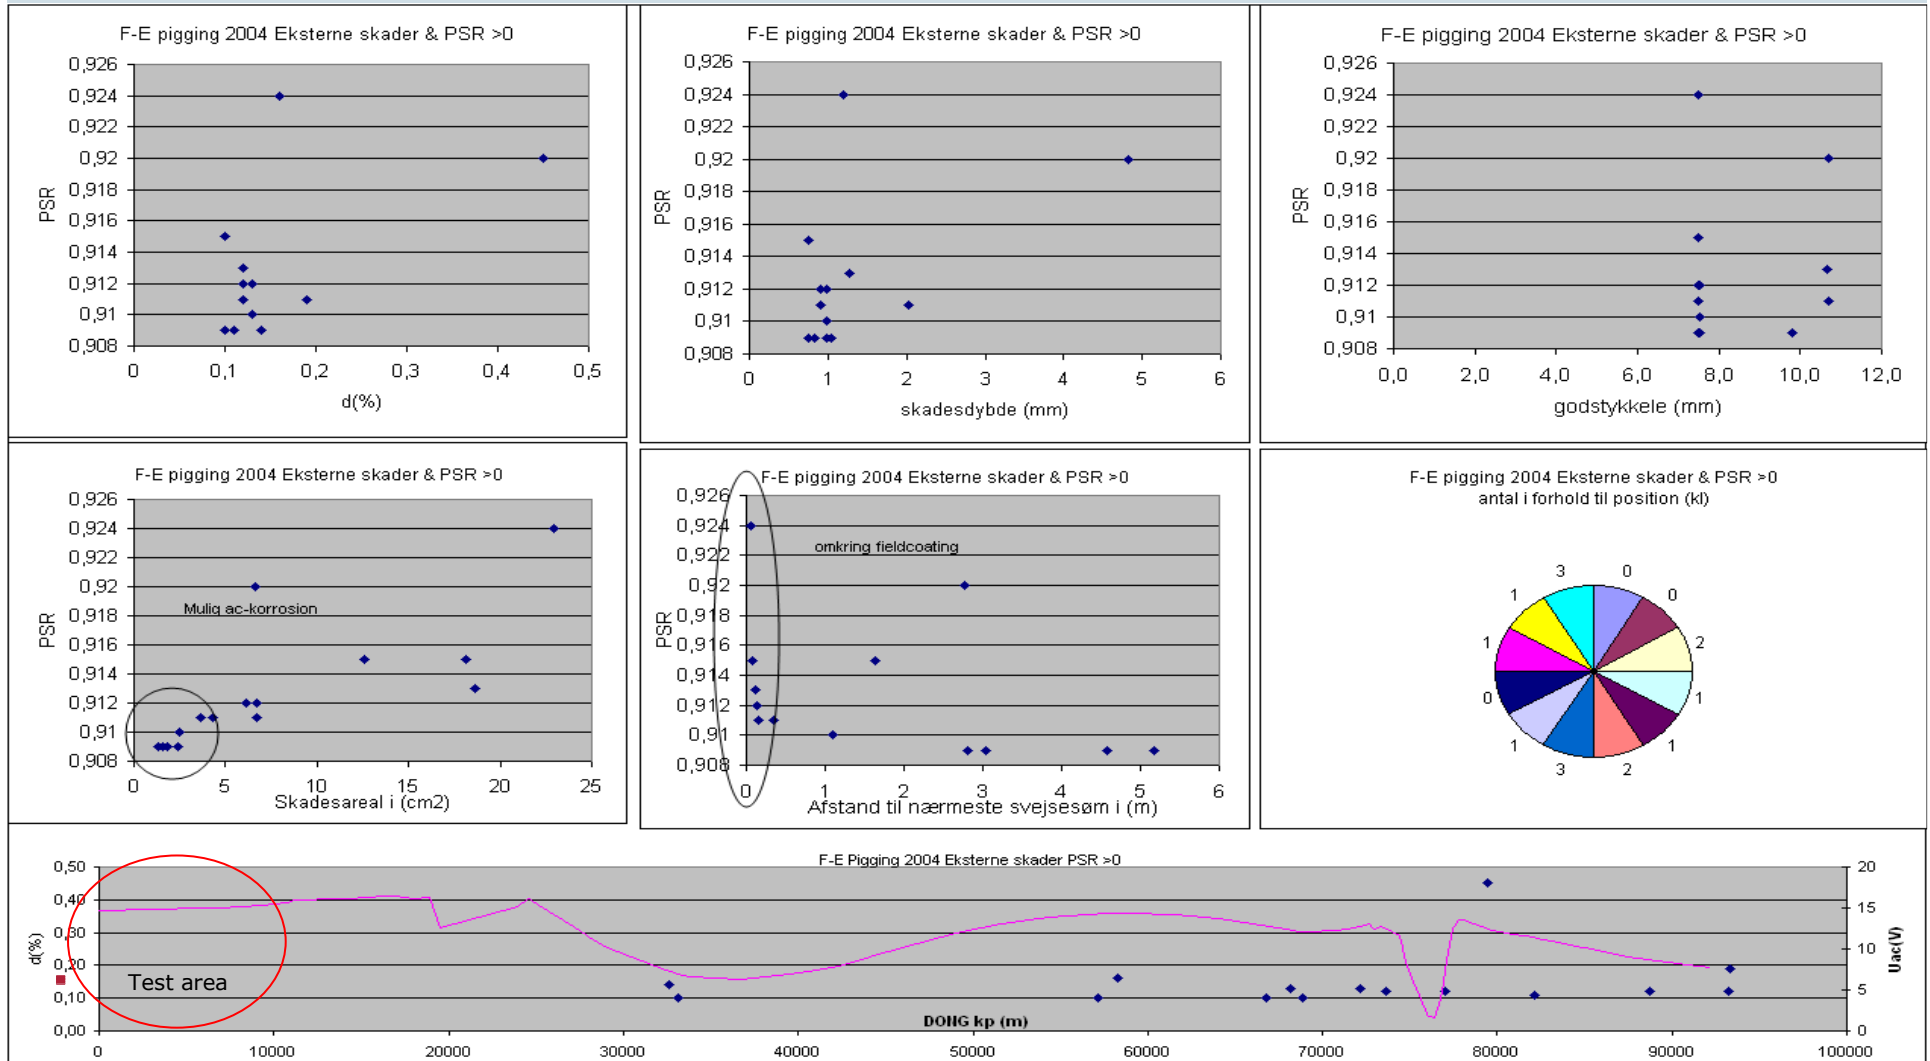 F-E pigging 2004 Eksterne skader & PSR >0
0,926
0,924
0,922
0,92
0,918
0,916
0,914
0,912
0,91
0,908
PSR
0 0,1 0,2 0,3 0,4 0,5
d(%)
F-E pigging 2004 Eksterne skader & PSR >0
0,926
0,924
0,922
0,92
0,918
0,916
0,914
0,912
0,91
0,908
PSR
0 1 2 3 4 5 6
skadesdybde (mm)
F-E pigging 2004 Eksterne skader & PSR >0
0,926
0,924
0,922
0,92
0,918
0,916
0,914
0,912
0,91
0,908
PSR
0,0 2,0 4,0 6,0 8,0 10,0 12,0
godstykkele (mm)
F-E pigging 2004 Eksterne skader & PSR >0
0,926
0,924
0,922
0,92
0,918
0,916
0,914
0,912
0,91
0,908
PSR
Mulig ac-korrosion
0 5 10 15 20 25
Skadesareal i (cm2)
F-E pigging 2004 Eksterne skader & PSR >0
0,926
0,924
0,922
0,92
0,918
0,916
0,914
0,912
0,91
0,908
PSR
omkring fieldcoating
0 1 2 3 4 5 6
Afstand til nærmeste svejsesøm i (m)
F-E pigging 2004 Eksterne skader & PSR >0
antal i forhold til position (kl)
3 0
1 0
1 2
0 1
1 1
3 2
F-E Pigging 2004 Eksterne skader PSR >0
0,50
0,40
0,30
0,20
0,10
0,00
d(%)
Test area
DONG kp (m)
20
15
10
5
0
Uac(V)
0 10000 20000 30000 40000 50000 60000 70000 80000 90000 100000